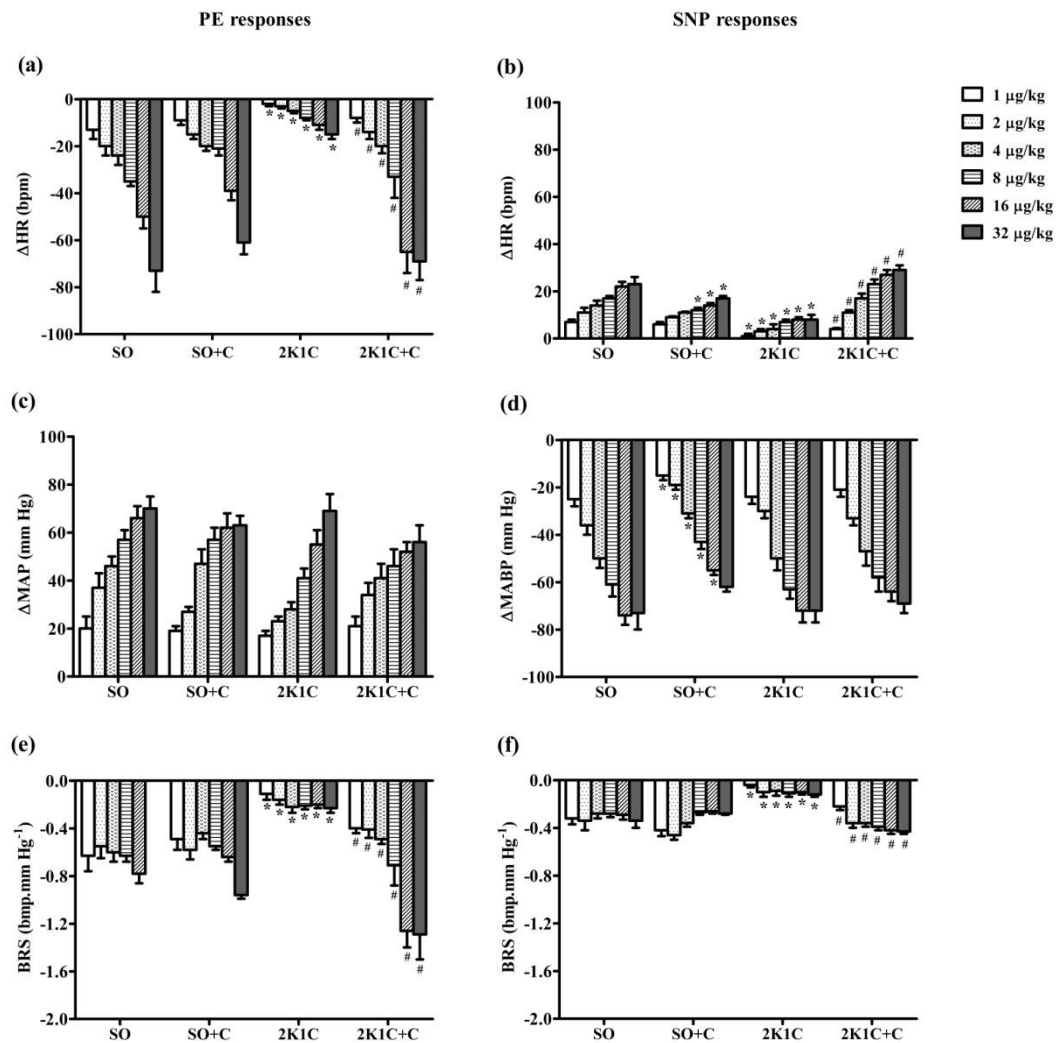 PE responses
SNP responses
(a)
0
-20
-40
-60
-80
-100
ΔHR (bpm)
* * * * * *
# # # # # #
SO SO+C 2K1C 2K1C+C
(b)
100
80
60
40
20
0
ΔHR (bpm)
* * *
* * * * * *
# # # # # #
SO SO+C 2K1C 2K1C+C
1 µg/kg
2 µg/kg
4 µg/kg
8 µg/kg
16 µg/kg
32 µg/kg
(c)
100
80
60
40
20
0
ΔMAP (mm Hg)
SO SO+C 2K1C 2K1C+C
(d)
0
-20
-40
-60
-80
-100
ΔMABP (mm Hg)
* * * * *
SO SO+C 2K1C 2K1C+C
(e)
0.0
-0.4
-0.8
-1.2
-1.6
-2.0
BRS (bmp.mm Hg⁻¹)
* * * * * *
# # # # # #
SO SO+C 2K1C 2K1C+C
(f)
0.0
-0.4
-0.8
-1.2
-1.6
-2.0
BRS (bmp.mm Hg⁻¹)
* * * * * *
# # # # # #
SO SO+C 2K1C 2K1C+C